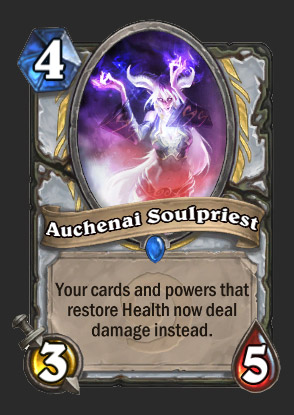 4
Auchenai Soulpriest
Your cards and powers that
restore Health now deal
damage instead.
3
5